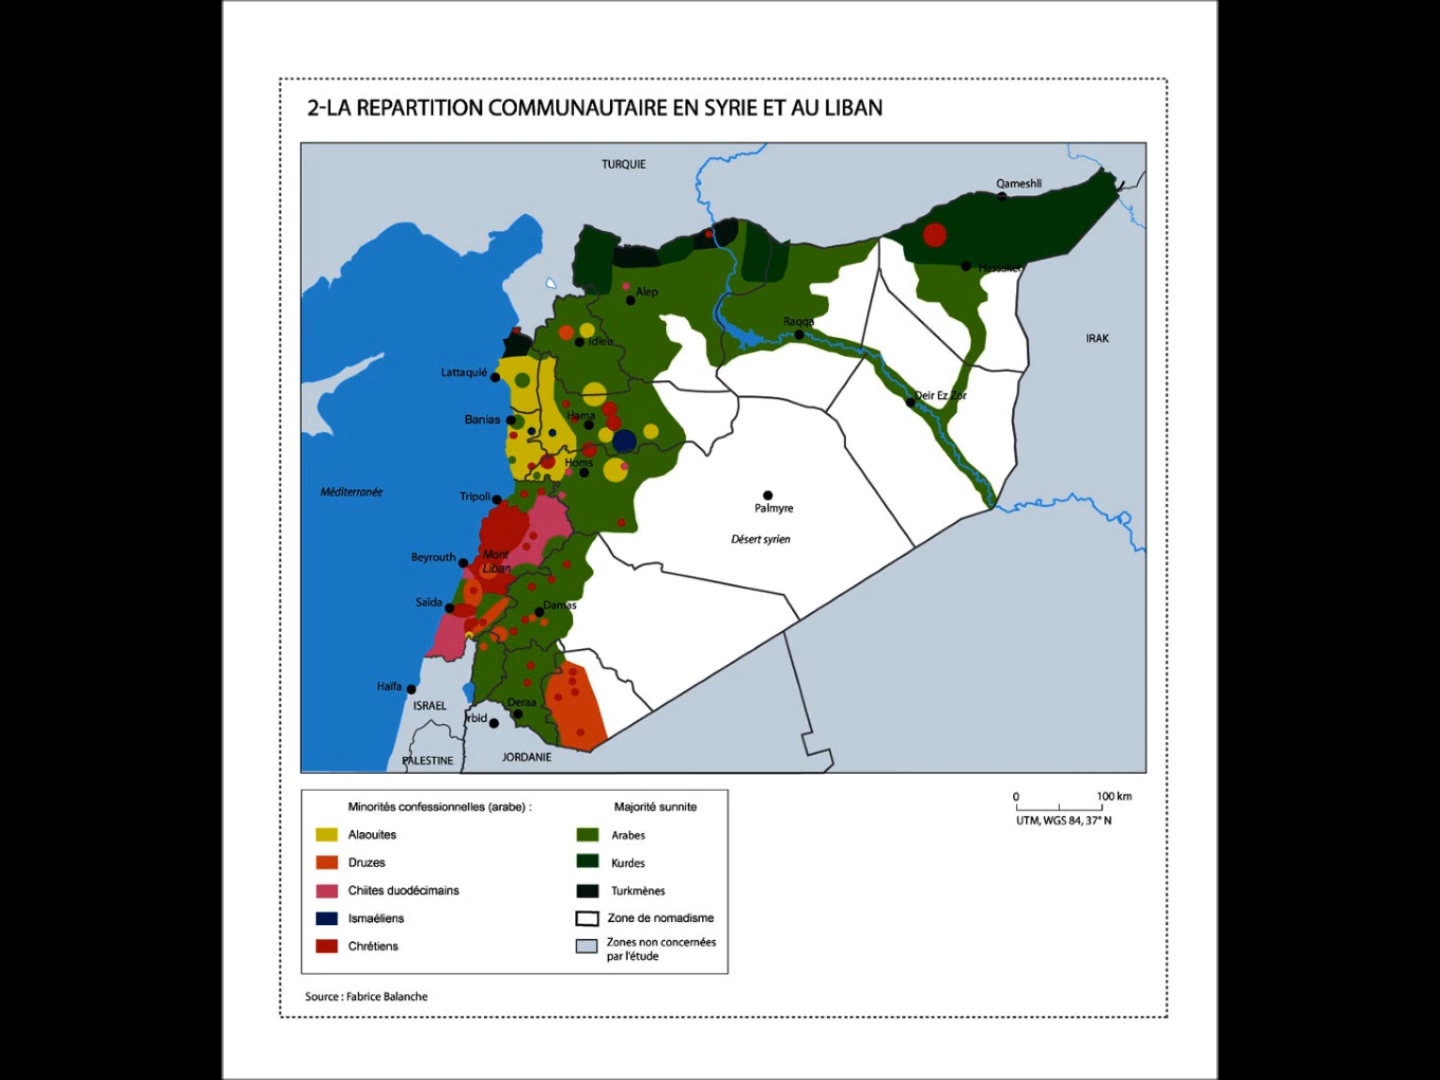 2-LA REPARTITION COMMUNAUTAIRE EN SYRIE ET AU LIBAN
TURQUIE
Qameshli
Hassakei
Alep
Raqqa
IRAK
Idleb
Lattaquié
Deir Ez Zor
Banias
Hama
Homs
Méditerranée
Tripoli
Palmyre
Désert syrien
Beyrouth
Mont
Liban
Saïda
Damas
Haïfa
ISRAEL
Deraa
Irbid
PALESTINE
JORDANIE
Minorités confessionnelles (arabe) :
Alaouites
Druzes
Chiites duodécimains
Ismaéliens
Chrétiens
Majorité sunnite
Arabes
Kurdes
Turkmènes
Zone de nomadisme
Zones non concernées
par l'étude
0 100 km
UTM, WGS 84, 37° N
Source : Fabrice Balanche